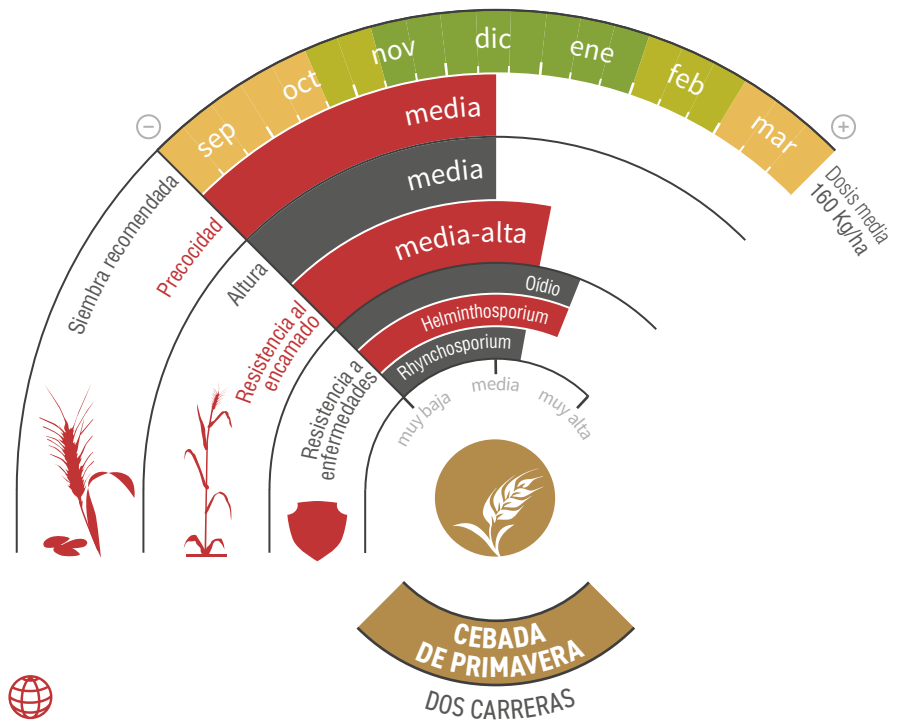 sep
oct
nov
dic
ene
feb
mar
−
+
Dosis media
160 Kg/ha
Siembra recomendada
Precocidad
media
Altura
media
Resistencia al
encamado
media-alta
Resistencia a
enfermedades
Oídio
Helminthosporium
Rhynchosporium
muy baja
media
muy alta
CEBADA
DE PRIMAVERA
DOS CARRERAS